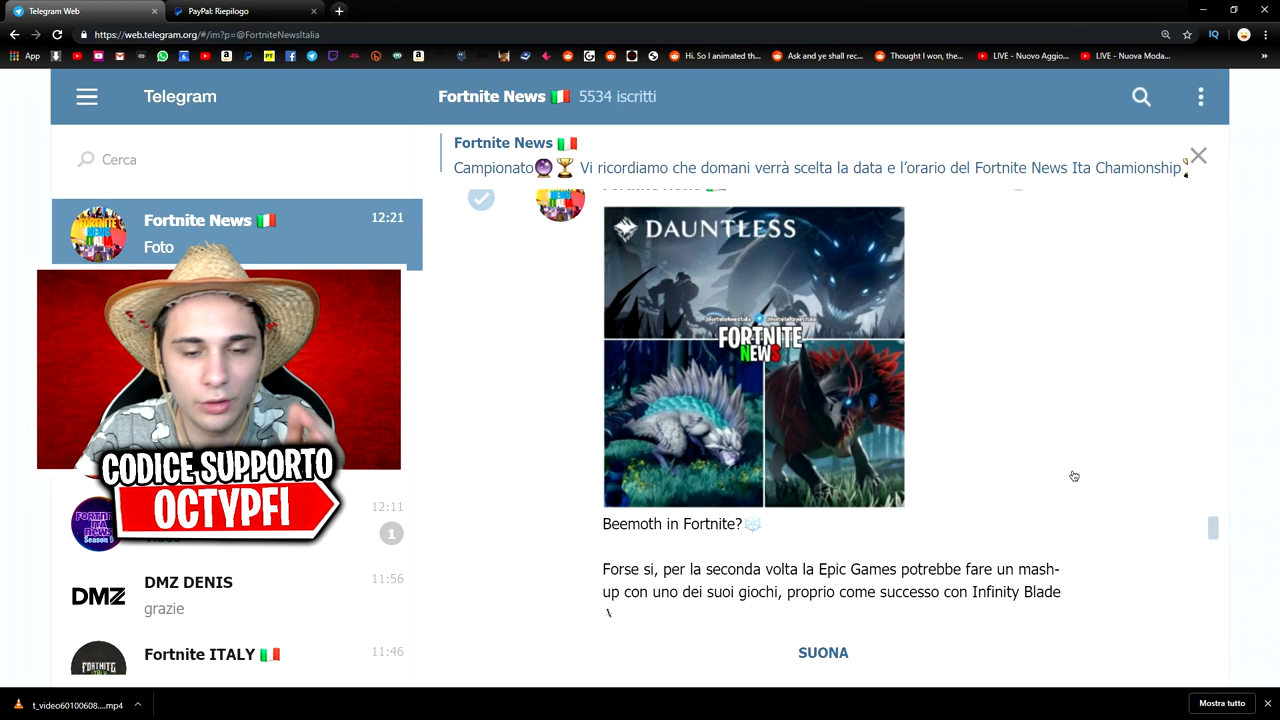 Telegram Web
PayPal: Riepilogo
https://web.telegram.org/#/im?p=@FortniteNewsItalia
App
Hi. So I animated th...
Ask and ye shall rec...
Thought I won, the...
LIVE - Nuovo Aggio...
LIVE - Nuova Moda...
Telegram
Fortnite News 5534 iscritti
Fortnite News
Campionato🔮🏆 Vi ricordiamo che domani verrà scelta la data e l’orario del Fortnite News Ita Chamionship
Cerca
Fortnite News 12:21
Foto
DAUNTLESS
FORTNITE
NEWS
CODICE SUPPORTO
OCTYPFI
12:11
1
DMZ
DMZ DENIS 11:56
grazie
Fortnite ITALY 11:46
Beemoth in Fortnite?❄️
Forse si, per la seconda volta la Epic Games potrebbe fare un mash-
up con uno dei suoi giochi, proprio come successo con Infinity Blade
SUONA
t_video60100608....mp4
Mostra tutto